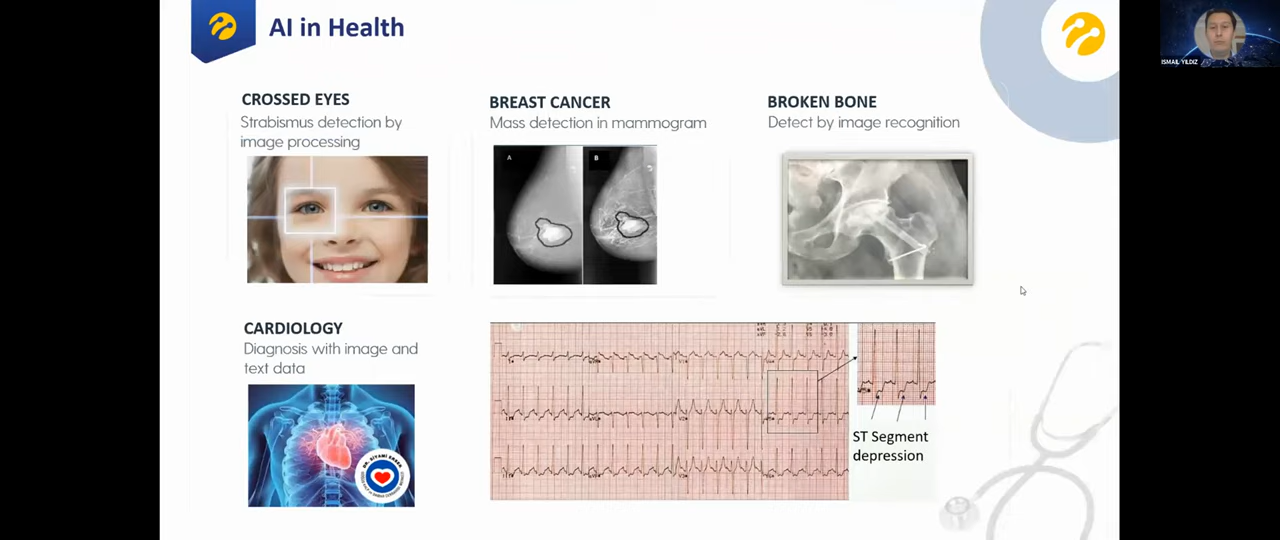 AI in Health
ISMAIL YILDIZ
CROSSED EYES
Strabismus detection by
image processing
BREAST CANCER
Mass detection in mammogram
A
B
BROKEN BONE
Detect by image recognition
CARDIOLOGY
Diagnosis with image and
text data
ST Segment
depression